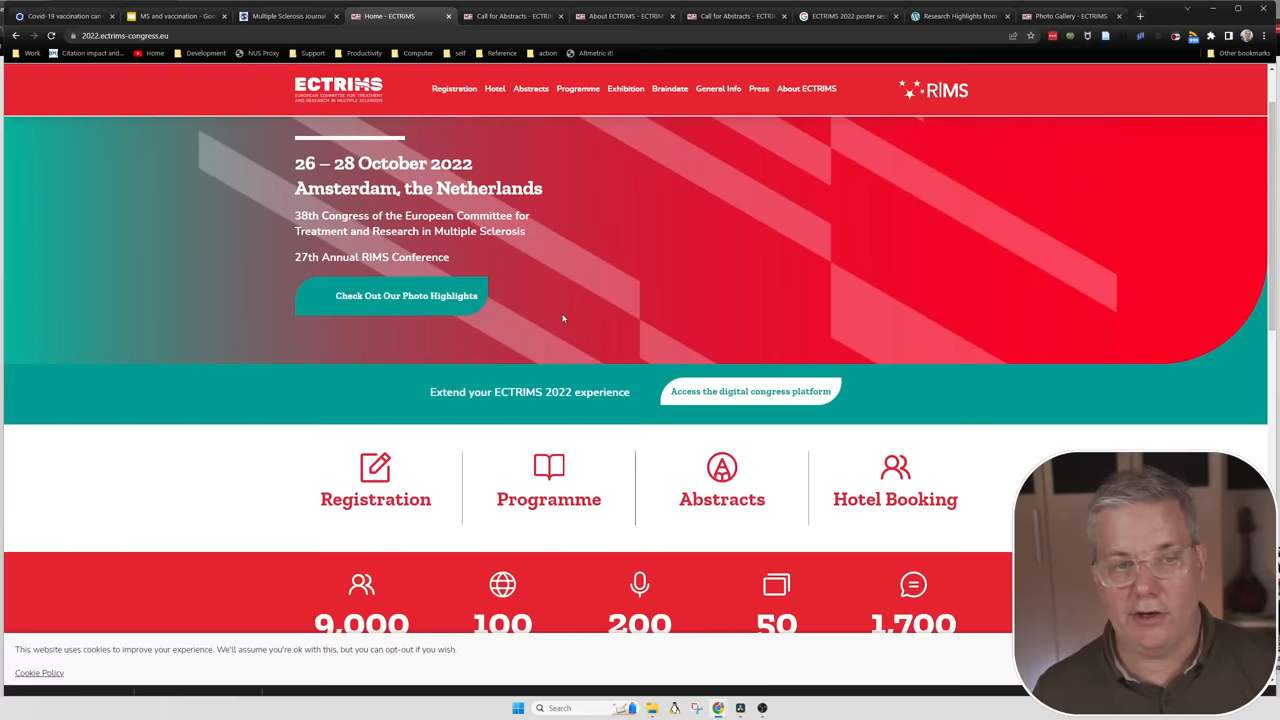 Covid-19 vaccination can
MS and vaccination - Goo
Multiple Sclerosis Journal
Home - ECTRIMS
Call for Abstracts - ECTRIM
About ECTRIMS - ECTRIMS
Call for Abstracts - ECTRIM
ECTRIMS 2022 poster ses
Research Highlights from
Photo Gallery - ECTRIMS
2022.ectrims-congress.eu
Work
Citation impact and...
Home
Development
NUS Proxy
Support
Productivity
Computer
self
Reference
action
Altmetric it!
Other bookmarks
ECTRIMS
EUROPEAN COMMITTEE FOR TREATMENT
AND RESEARCH IN MULTIPLE SCLEROSIS
Registration
Hotel
Abstracts
Programme
Exhibition
Braindate
General Info
Press
About ECTRIMS
RIMS
26 – 28 October 2022
Amsterdam, the Netherlands
38th Congress of the European Committee for
Treatment and Research in Multiple Sclerosis
27th Annual RIMS Conference
Check Out Our Photo Highlights
Extend your ECTRIMS 2022 experience
Access the digital congress platform
Registration
Programme
Abstracts
Hotel Booking
9,000
100
200
50
1,700
This website uses cookies to improve your experience. We'll assume you're ok with this, but you can opt-out if you wish.
Cookie Policy
Search